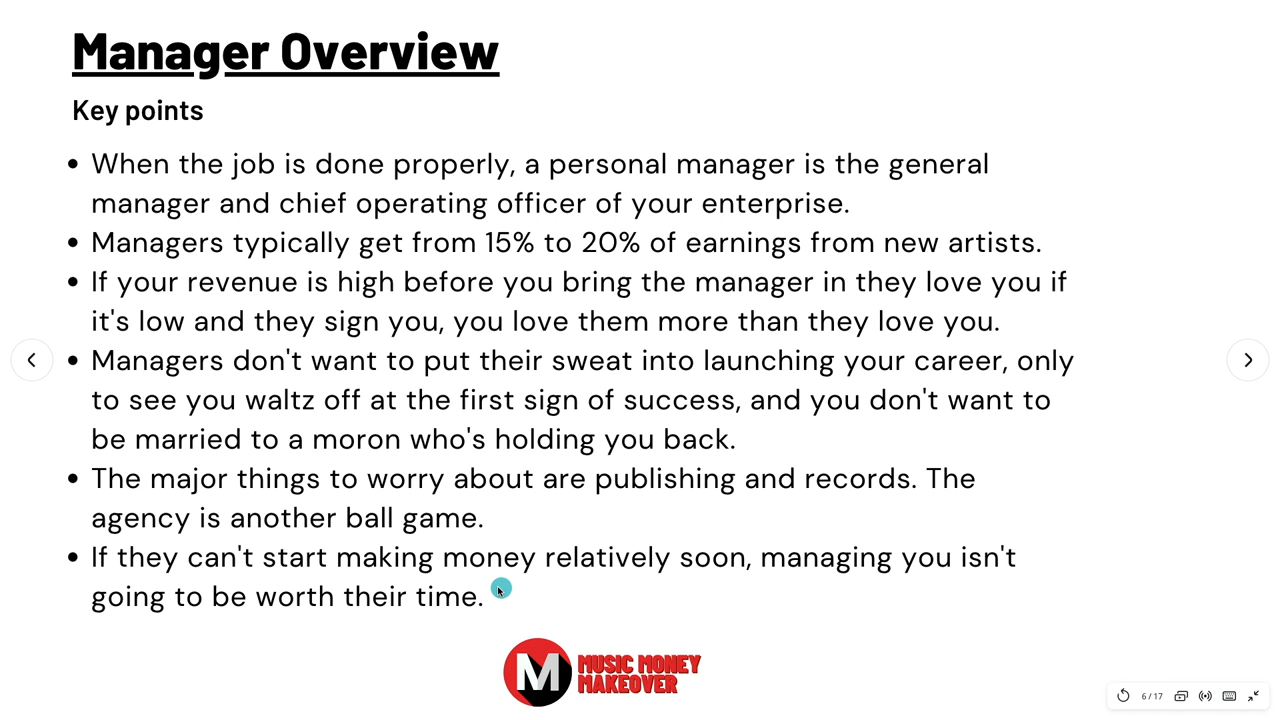 Manager Overview
Key points
• When the job is done properly, a personal manager is the general
manager and chief operating officer of your enterprise.
• Managers typically get from 15% to 20% of earnings from new artists.
• If your revenue is high before you bring the manager in they love you if
it's low and they sign you, you love them more than they love you.
• Managers don't want to put their sweat into launching your career, only
to see you waltz off at the first sign of success, and you don't want to
be married to a moron who's holding you back.
• The major things to worry about are publishing and records. The
agency is another ball game.
• If they can't start making money relatively soon, managing you isn't
going to be worth their time.
M
MUSIC MONEY
MAKEOVER
6 / 17